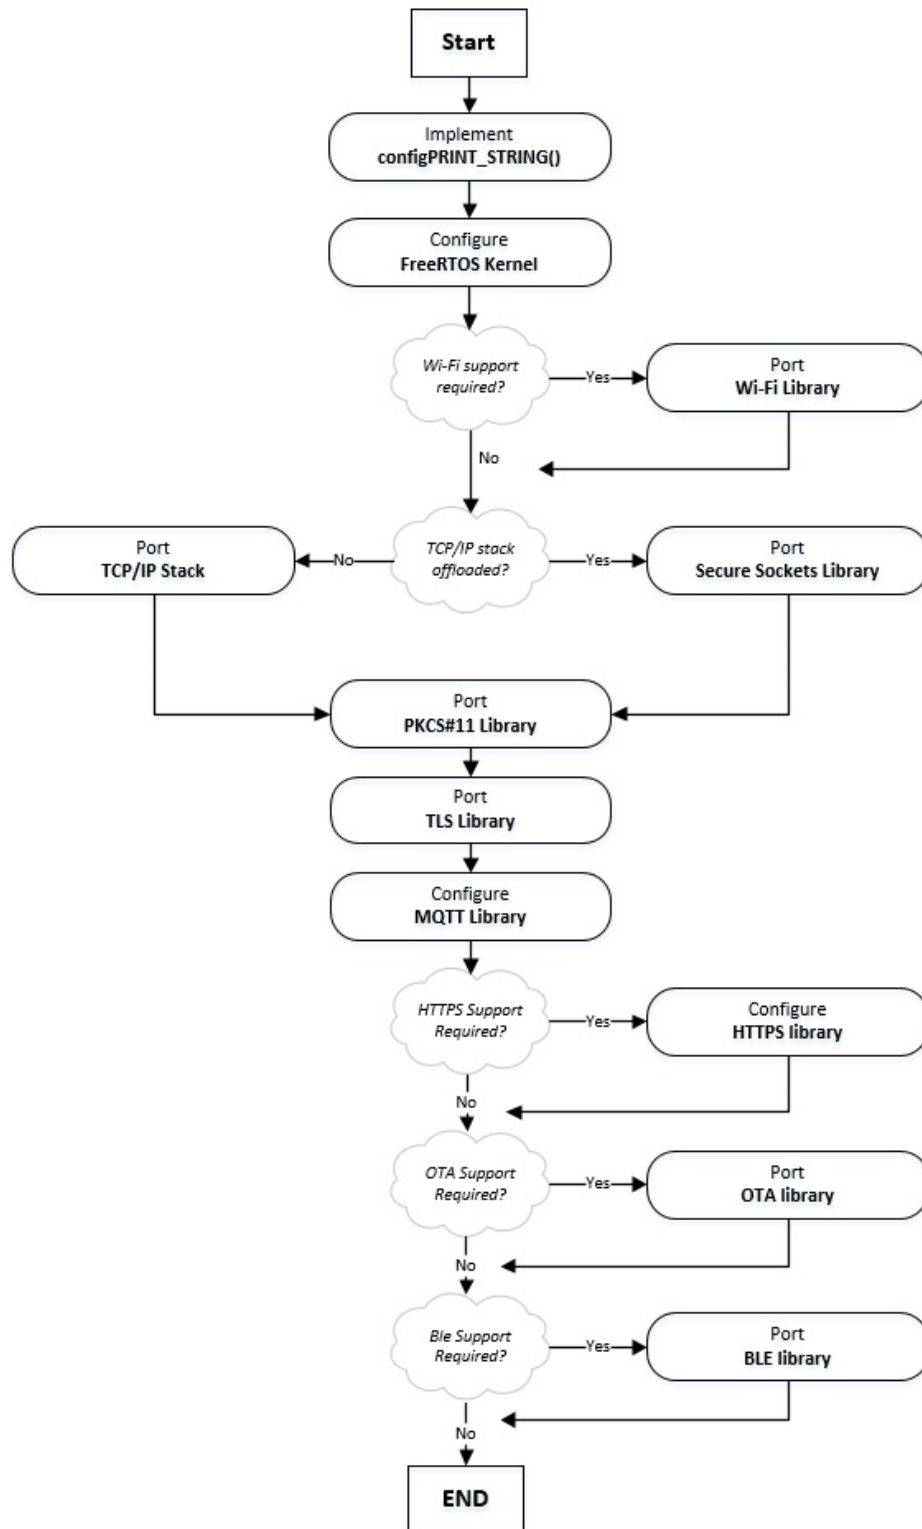 Start
Implement
configPRINT_STRING()
Configure
FreeRTOS Kernel
Wi-Fi support
required?
Yes
Port
Wi-Fi Library
No
Port
TCP/IP Stack
No
TCP/IP stack
offloaded?
Yes
Port
Secure Sockets Library
Port
PKCS#11 Library
Port
TLS Library
Configure
MQTT Library
HTTPS Support
Required?
Yes
Configure
HTTPS library
No
OTA Support
Required?
Yes
Port
OTA library
No
Ble Support
Required?
Yes
Port
BLE library
No
END